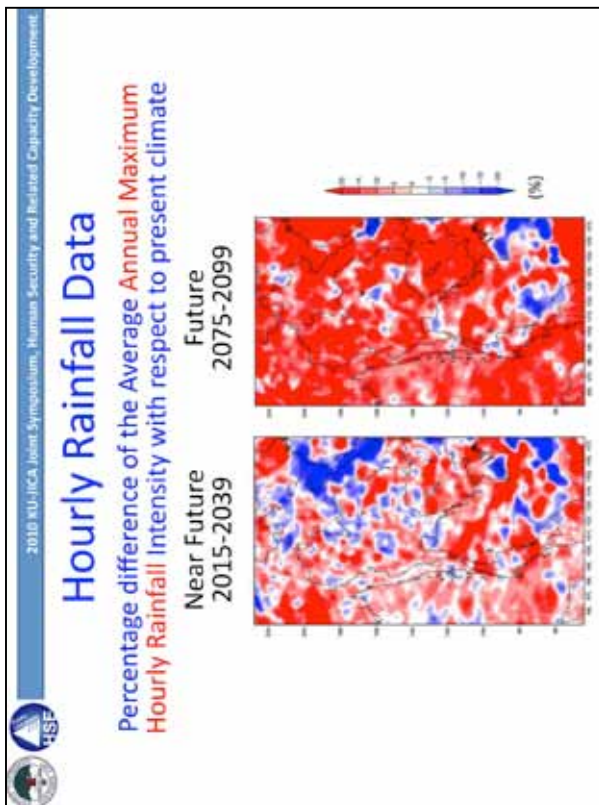 2010 KU-JICA Joint Symposium, Human Security and Related Capacity Development
HSE
Hourly Rainfall Data
Percentage difference of the Average Annual Maximum
Hourly Rainfall Intensity with respect to present climate
Near Future
2015-2039
Future
2075-2099
(%)